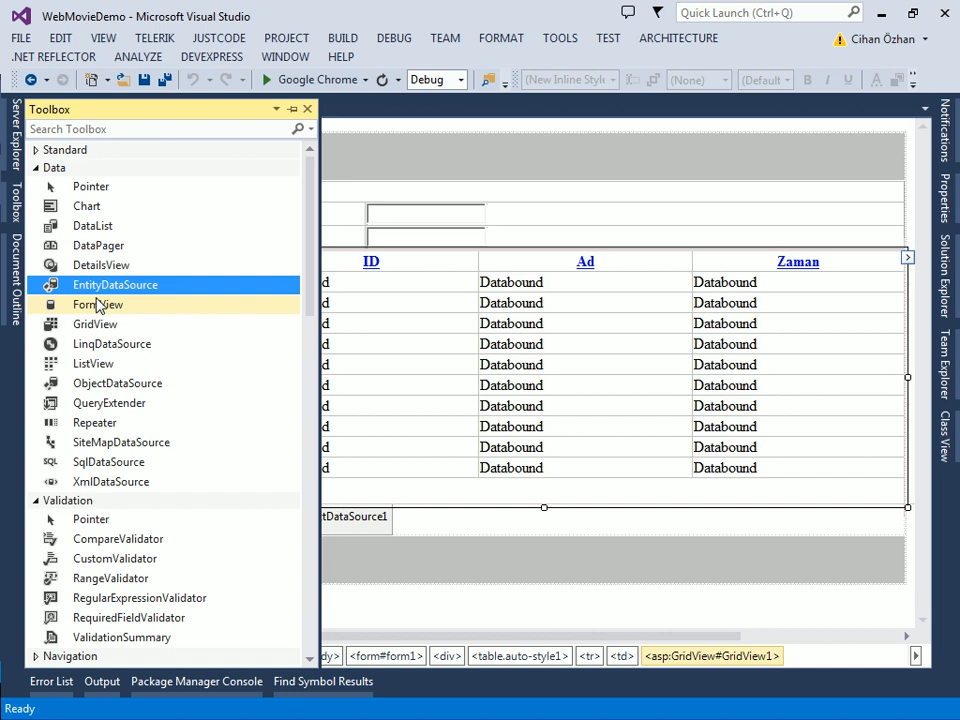 WebMovieDemo - Microsoft Visual Studio
Quick Launch (Ctrl+Q)
FILE EDIT VIEW TELERIK JUSTCODE PROJECT BUILD DEBUG TEAM FORMAT TOOLS TEST ARCHITECTURE
Cihan Özhan
.NET REFLECTOR ANALYZE DEVEXPRESS WINDOW HELP
Google Chrome Debug (New Inline Style (None) (Default B I U A
Server Explorer
Toolbox
Document Outline
Toolbox
Search Toolbox
Standard
Data
Pointer
Chart
DataList
DataPager
DetailsView
EntityDataSource
FormView
GridView
LinqDataSource
ListView
ObjectDataSource
QueryExtender
Repeater
SiteMapDataSource
SQL SqlDataSource
XmlDataSource
Validation
Pointer
CompareValidator
CustomValidator
RangeValidator
RegularExpressionValidator
RequiredFieldValidator
ValidationSummary
Navigation
ID Ad Zaman
d Databound Databound
d Databound Databound
d Databound Databound
d Databound Databound
d Databound Databound
d Databound Databound
d Databound Databound
d Databound Databound
d Databound Databound
d Databound Databound
tDataSource1
dy> <form#form1> <div> <table.auto-style1> <tr> <td> <asp:GridView#GridView1>
Notifications
Properties
Solution Explorer
Team Explorer
Class View
Error List Output Package Manager Console Find Symbol Results
Ready